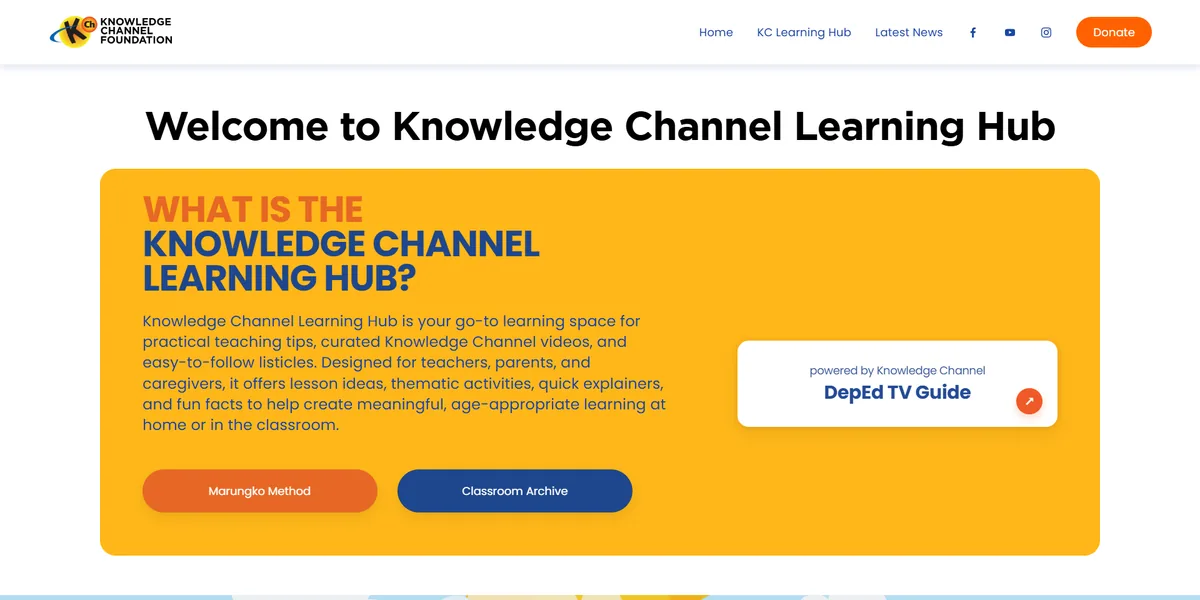 K Ch KNOWLEDGE
CHANNEL
FOUNDATION
Home KC Learning Hub Latest News Donate
Welcome to Knowledge Channel Learning Hub
WHAT IS THE
KNOWLEDGE CHANNEL
LEARNING HUB?
Knowledge Channel Learning Hub is your go-to learning space for
practical teaching tips, curated Knowledge Channel videos, and
easy-to-follow listicles. Designed for teachers, parents, and
caregivers, it offers lesson ideas, thematic activities, quick explainers,
and fun facts to help create meaningful, age-appropriate learning at
home or in the classroom.
Marungko Method Classroom Archive
powered by Knowledge Channel
DepEd TV Guide